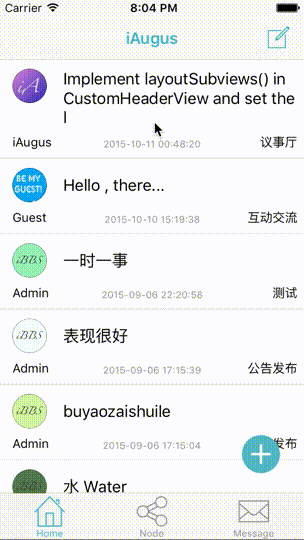 Carrier 8:04 PM
iAugus
iA
Implement layoutSubviews() in
CustomHeaderView and set the
l
iAugus 2015-10-11 00:48:20 议事厅
BE MY
GUEST!
Hello , there...
Guest 2015-10-10 15:19:38 互动交流
iBBS
一时一事
Admin 2015-09-06 22:20:58 测试
iBBS
表现很好
Admin 2015-09-06 17:15:39 公告发布
iBBS
buyaozaishuile
Admin 2015-09-06 17:15:04 发布
iBBS
水 Water
Home Node Message